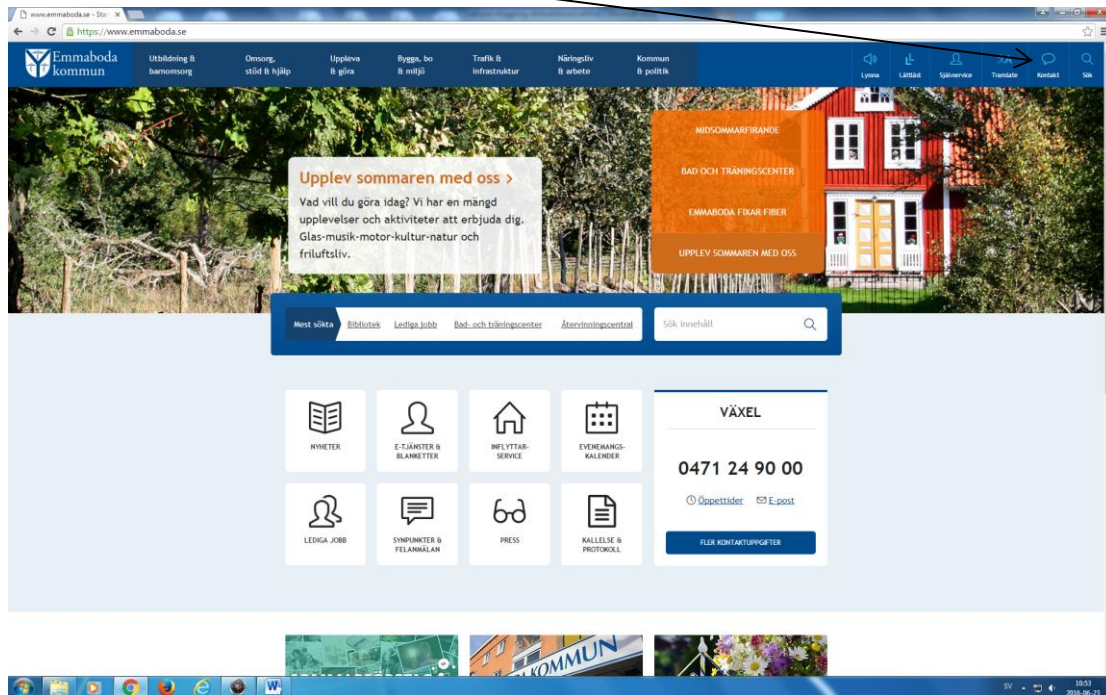 www.emmaboda.se - Star
https://www.emmaboda.se
Emmaboda
kommun
Utbildning &
barnomsorg
Omsorg,
stöd & hjälp
Uppleva
& göra
Bygga, bo
& miljö
Trafik &
infrastruktur
Näringsliv
& arbete
Kommun
& politik
Lyssna
Lättläst
Självservice
Translate
Kontakt
Sök
Upplev sommaren med oss >
Vad vill du göra idag? Vi har en mängd
upplevelser och aktiviteter att erbjuda dig.
Glas-musik-motor-kultur-natur och
friluftsliv.
MIDSOMMARFIRANDE
BAD OCH TRÄNINGSCENTER
EMMABODA FIXAR FIBER
UPPLEV SOMMAREN MED OSS
Mest sökta
Bibliotek
Lediga jobb
Bad- och träningscenter
Återvinningscentral
Sök innehåll
NYHETER
E-TJÄNSTER &
BLANKETTER
INFLYTTAR-
SERVICE
EVENEMANGS-
KALENDER
LEDIGA JOBB
SYNPUNKTER &
FELANMÄLAN
PRESS
KALLELSE &
PROTOKOLL
VÄXEL
0471 24 90 00
Öppettider
E-post
FLER KONTAKTUPPGIFTER
KOMMUN
SV
10:53
2016-06-23